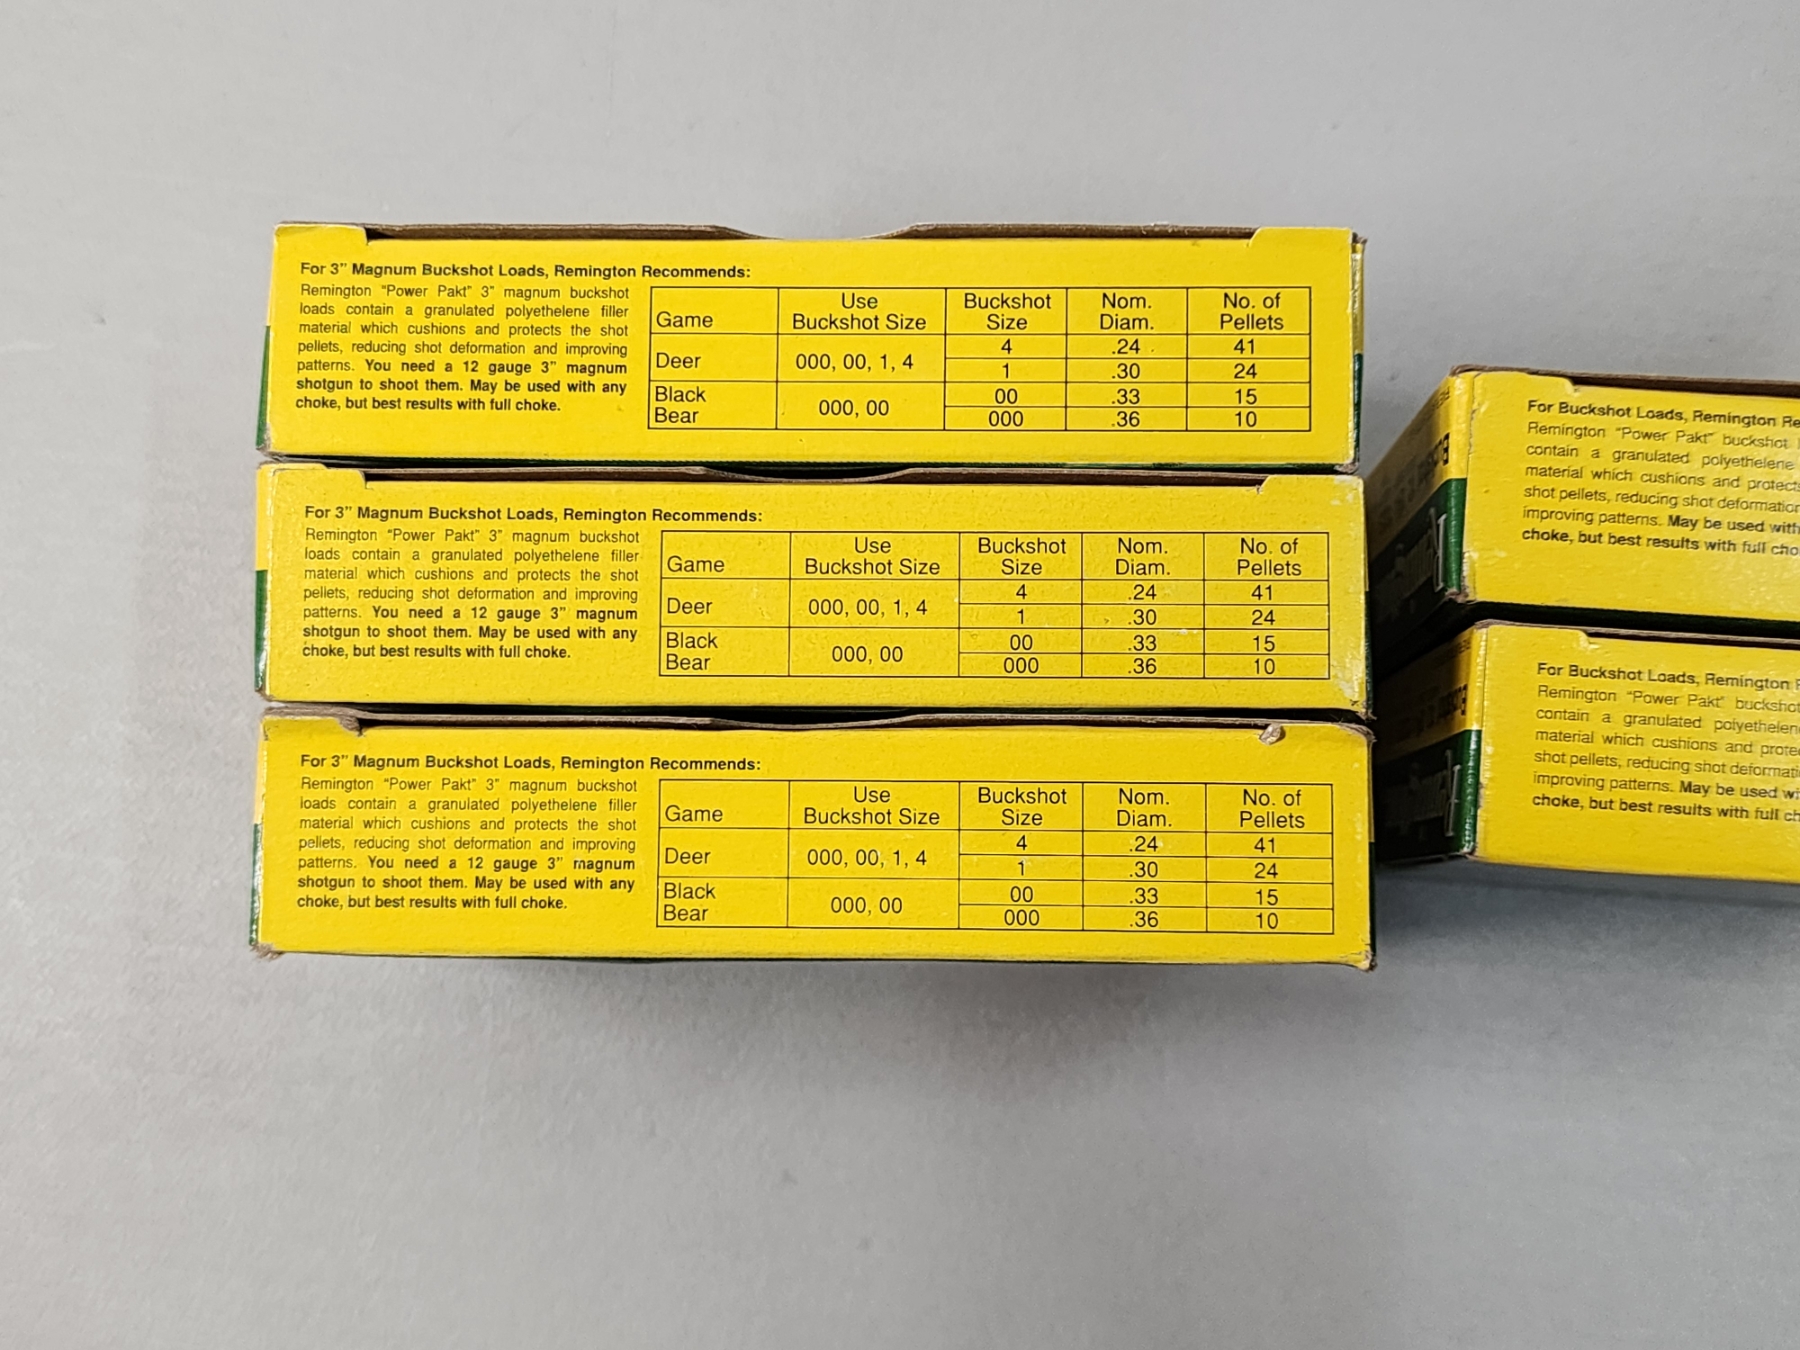 For 3” Magnum Buckshot Loads, Remington Recommends:
Remington “Power Pakt” 3” magnum buckshot
loads contain a granulated polyethelene filler
material which cushions and protects the shot
pellets, reducing shot deformation and improving
patterns. You need a 12 gauge 3” magnum
shotgun to shoot them. May be used with any
choke, but best results with full choke.
Game Use Buckshot Size Buckshot Size Nom. Diam. No. of Pellets
Deer 000, 00, 1, 4
4 .24 41
1 .30 24
Black Bear 000, 00
00 .33 15
000 .36 10
For 3” Magnum Buckshot Loads, Remington Recommends:
Remington “Power Pakt” 3” magnum buckshot
loads contain a granulated polyethelene filler
material which cushions and protects the shot
pellets, reducing shot deformation and improving
patterns. You need a 12 gauge 3” magnum
shotgun to shoot them. May be used with any
choke, but best results with full choke.
Game Use Buckshot Size Buckshot Size Nom. Diam. No. of Pellets
Deer 000, 00, 1, 4
4 .24 41
1 .30 24
Black Bear 000, 00
00 .33 15
000 .36 10
For 3” Magnum Buckshot Loads, Remington Recommends:
Remington “Power Pakt” 3” magnum buckshot
loads contain a granulated polyethelene filler
material which cushions and protects the shot
pellets, reducing shot deformation and improving
patterns. You need a 12 gauge 3” magnum
shotgun to shoot them. May be used with any
choke, but best results with full choke.
Game Use Buckshot Size Buckshot Size Nom. Diam. No. of Pellets
Deer 000, 00, 1, 4
4 .24 41
1 .30 24
Black Bear 000, 00
00 .33 15
000 .36 10
For Buckshot Loads, Remington
Remington “Power Pakt” buckshot
contain a granulated polyethelene
material which cushions and
shot pellets, reducing shot
improving patterns. May be used with
choke, but best results with full
For Buckshot Loads, Remington
Remington “Power Pakt” buckshot
contain a granulated
material which cushions and
shot pellets, reducing shot
improving patterns. May be used
choke, but best results with full